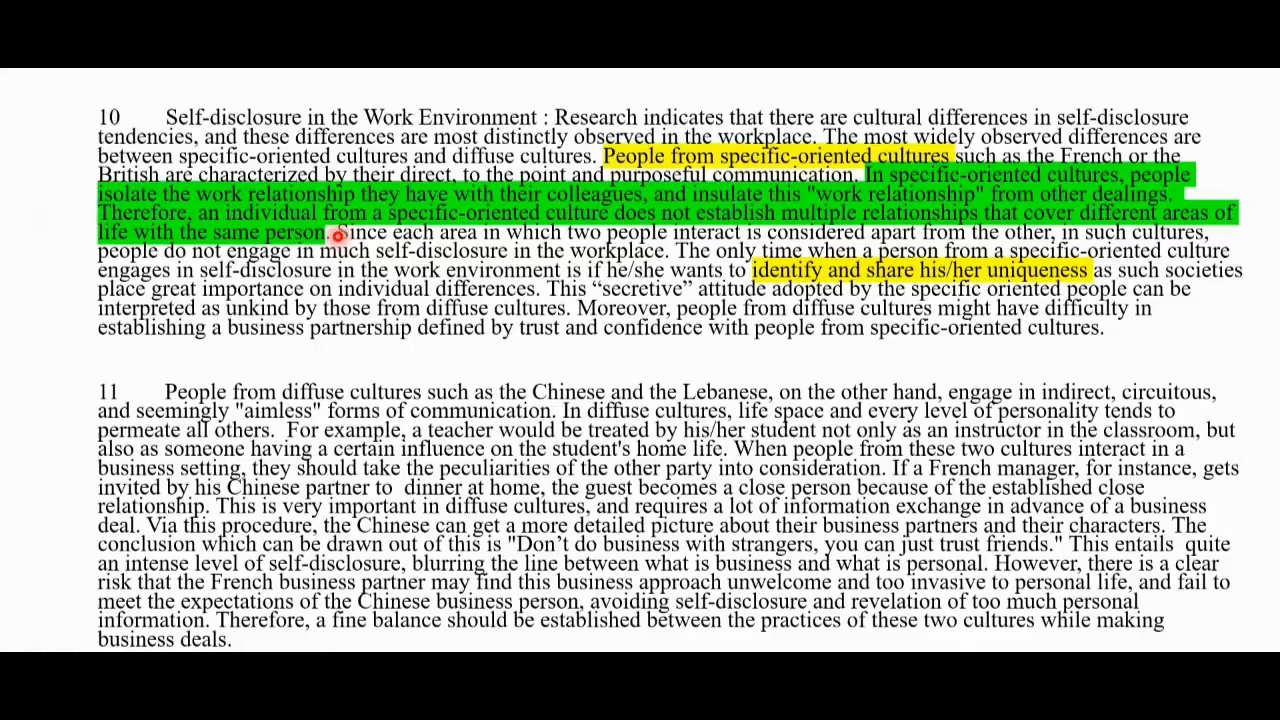 10 Self-disclosure in the Work Environment : Research indicates that there are cultural differences in self-disclosure
tendencies, and these differences are most distinctly observed in the workplace. The most widely observed differences are
between specific-oriented cultures and diffuse cultures. People from specific-oriented cultures such as the French or the
British are characterized by their direct, to the point and purposeful communication. In specific-oriented cultures, people
isolate the work relationship they have with their colleagues, and insulate this "work relationship" from other dealings.
Therefore, an individual from a specific-oriented culture does not establish multiple relationships that cover different areas of
life with the same person. Since each area in which two people interact is considered apart from the other, in such cultures,
people do not engage in much self-disclosure in the workplace. The only time when a person from a specific-oriented culture
engages in self-disclosure in the work environment is if he/she wants to identify and share his/her uniqueness as such societies
place great importance on individual differences. This “secretive” attitude adopted by the specific oriented people can be
interpreted as unkind by those from diffuse cultures. Moreover, people from diffuse cultures might have difficulty in
establishing a business partnership defined by trust and confidence with people from specific-oriented cultures.
11 People from diffuse cultures such as the Chinese and the Lebanese, on the other hand, engage in indirect, circuitous,
and seemingly "aimless" forms of communication. In diffuse cultures, life space and every level of personality tends to
permeate all others. For example, a teacher would be treated by his/her student not only as an instructor in the classroom, but
also as someone having a certain influence on the student's home life. When people from these two cultures interact in a
business setting, they should take the peculiarities of the other party into consideration. If a French manager, for instance, gets
invited by his Chinese partner to dinner at home, the guest becomes a close person because of the established close
relationship. This is very important in diffuse cultures, and requires a lot of information exchange in advance of a business
deal. Via this procedure, the Chinese can get a more detailed picture about their business partners and their characters. The
conclusion which can be drawn out of this is "Don’t do business with strangers, you can just trust friends." This entails quite
an intense level of self-disclosure, blurring the line between what is business and what is personal. However, there is a clear
risk that the French business partner may find this business approach unwelcome and too invasive to personal life, and fail to
meet the expectations of the Chinese business person, avoiding self-disclosure and revelation of too much personal
information. Therefore, a fine balance should be established between the practices of these two cultures while making
business deals.